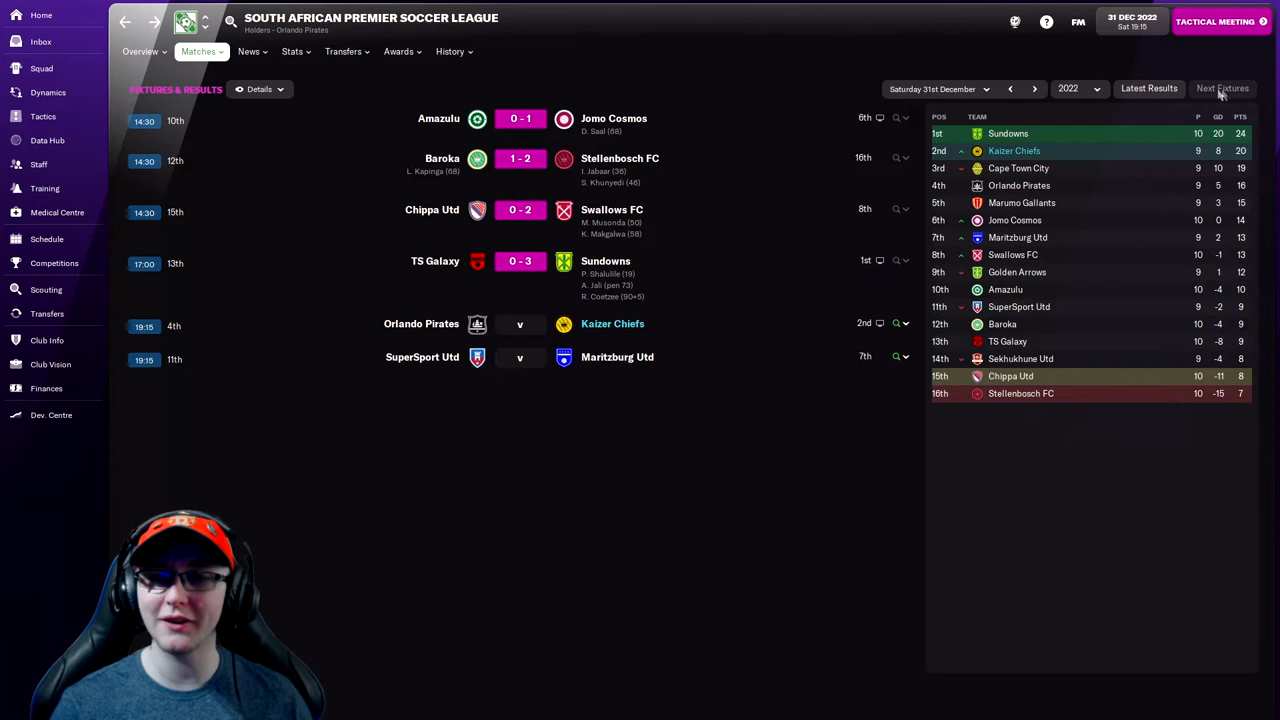 Home
Inbox
Squad
Dynamics
Tactics
Data Hub
Staff
Training
Medical Centre
Schedule
Competitions
Scouting
Transfers
Club Info
Club Vision
Finances
Dev. Centre
SOUTH AFRICAN PREMIER SOCCER LEAGUE
Holders - Orlando Pirates
FM
31 DEC 2022
Sat 19:15
TACTICAL MEETING
Overview Matches News Stats Transfers Awards History
FIXTURES & RESULTS Details
Saturday 31st December 2022 Latest Results Next Fixtures
14:30 10th Amazulu 0 - 1 Jomo Cosmos 6th
D. Saal (68)
14:30 12th Baroka 1 - 2 Stellenbosch FC 16th
L. Kapinga (68) I. Jabaar (36)
S. Khunyedi (46)
14:30 15th Chippa Utd 0 - 2 Swallows FC 8th
M. Musonda (50)
K. Makgalwa (58)
17:00 13th TS Galaxy 0 - 3 Sundowns 1st
P. Shalulile (19)
A. Jali (pen 73)
R. Coetzee (90+5)
19:15 4th Orlando Pirates v Kaizer Chiefs 2nd
19:15 11th SuperSport Utd v Maritzburg Utd 7th
POS TEAM P GD PTS
1st Sundowns 10 20 24
2nd Kaizer Chiefs 9 8 20
3rd Cape Town City 9 10 19
4th Orlando Pirates 9 5 16
5th Marumo Gallants 9 3 15
6th Jomo Cosmos 10 0 14
7th Maritzburg Utd 9 2 13
8th Swallows FC 10 -1 13
9th Golden Arrows 9 1 12
10th Amazulu 10 -4 10
11th SuperSport Utd 9 -2 9
12th Baroka 10 -4 9
13th TS Galaxy 10 -8 9
14th Sekhukhune Utd 9 -4 8
15th Chippa Utd 10 -11 8
16th Stellenbosch FC 10 -15 7